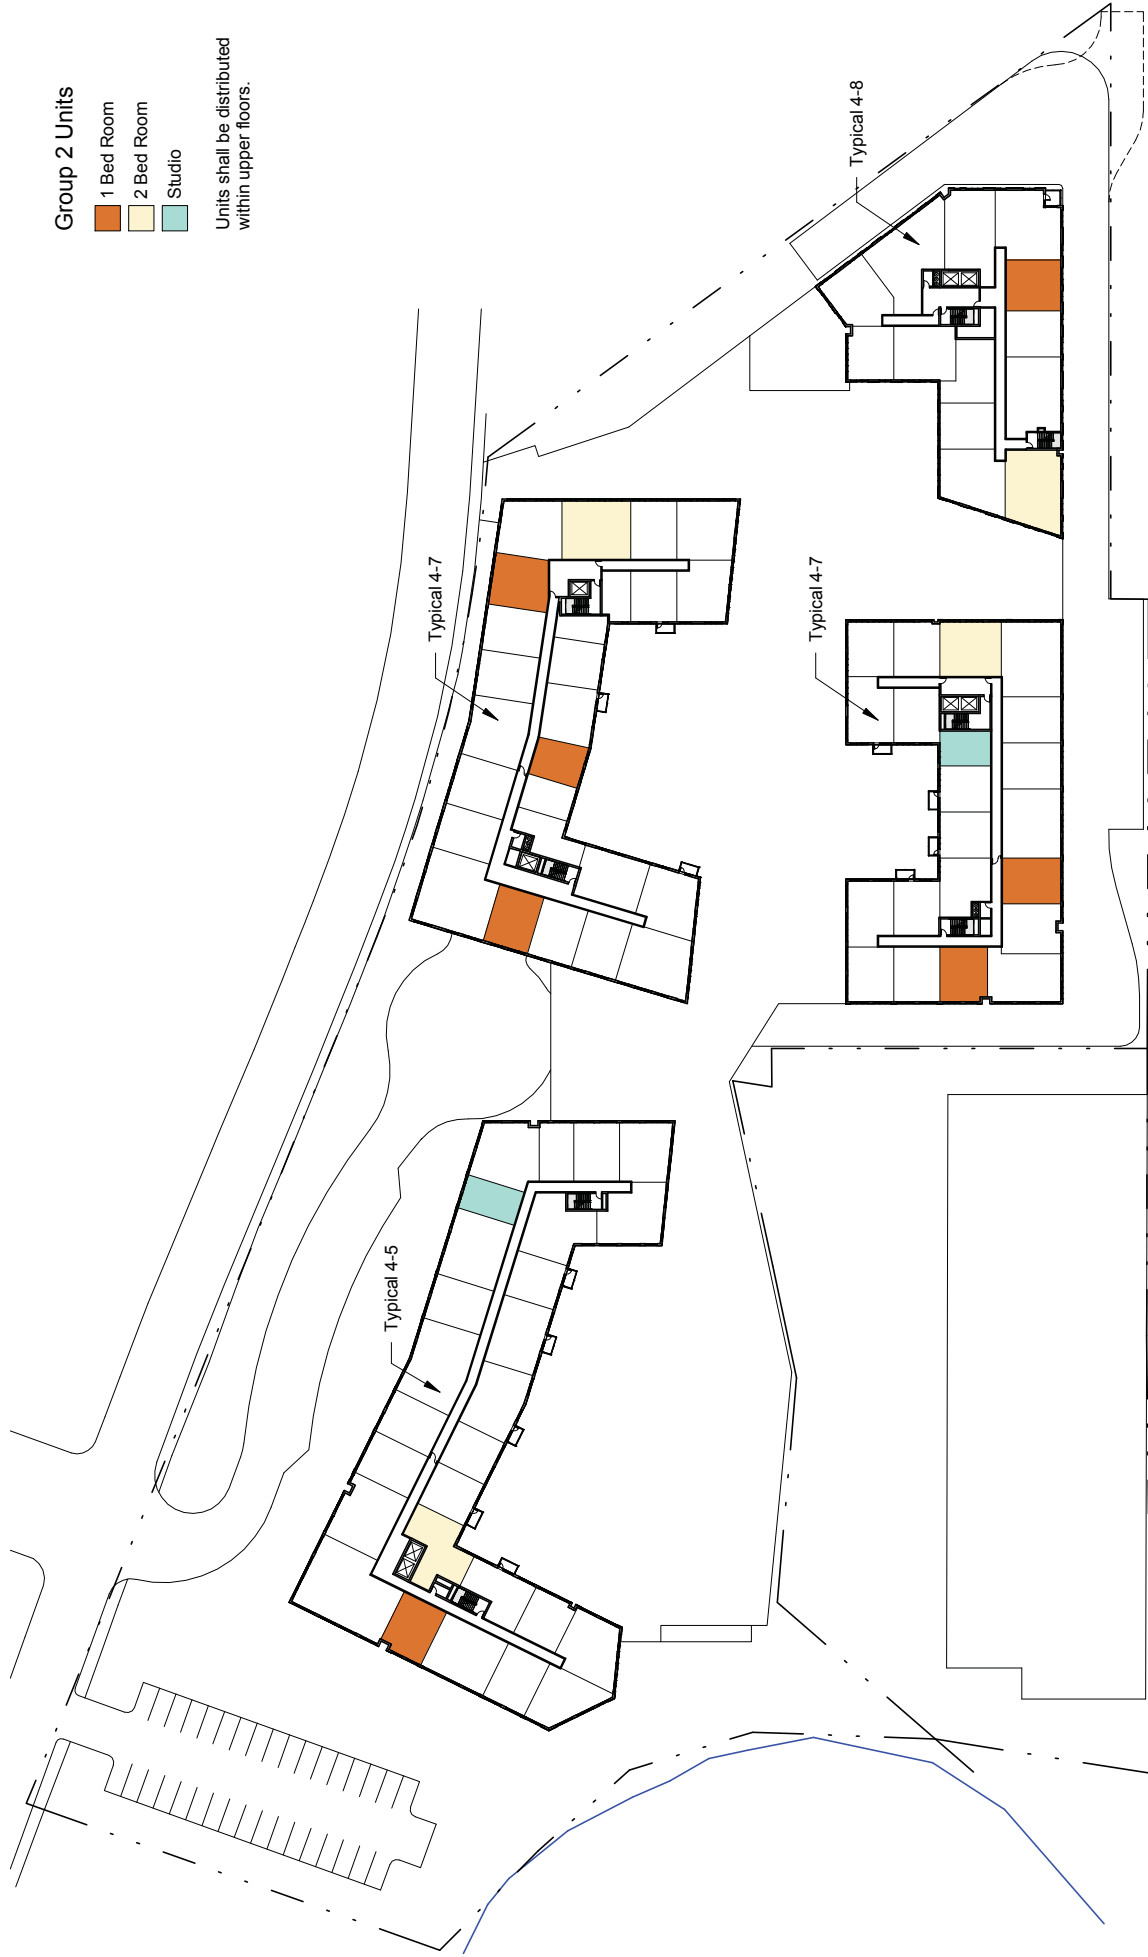 Group 2 Units
1 Bed Room
2 Bed Room
Studio
Units shall be distributed
within upper floors.
Typical 4-8
Typical 4-7
Typical 4-7
Typical 4-5